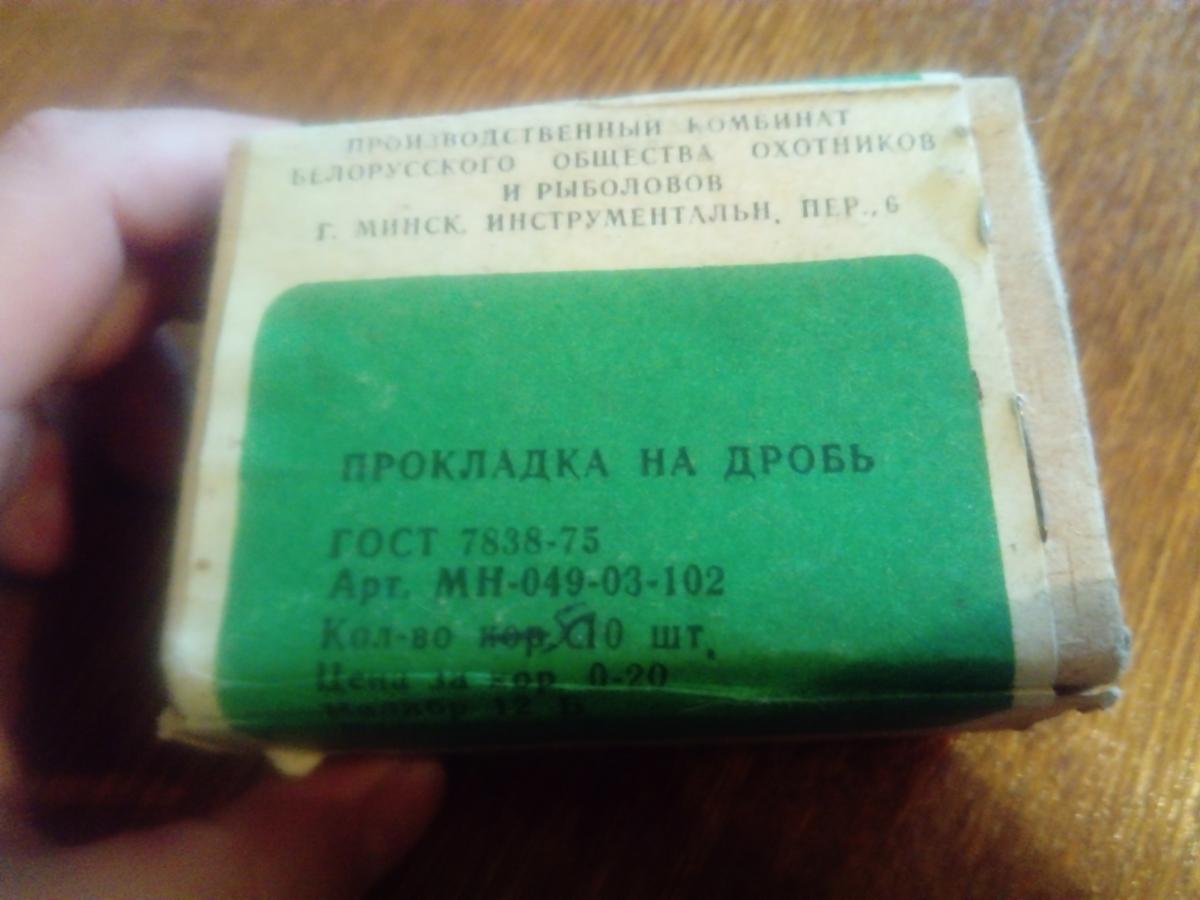 ПРОИЗВОДСТВЕННЫЙ КОМБИНАТ
БЕЛОРУССКОГО ОБЩЕСТВА ОХОТНИКОВ
И РЫБОЛОВОВ
Г. МИНСК, ИНСТРУМЕНТАЛЬН. ПЕР., 6
ПРОКЛАДКА НА ДРОБЬ
ГОСТ 7838-75
Арт. МН-049-03-102
Кол-во 10 шт.
Цена за кор. 0-20
12